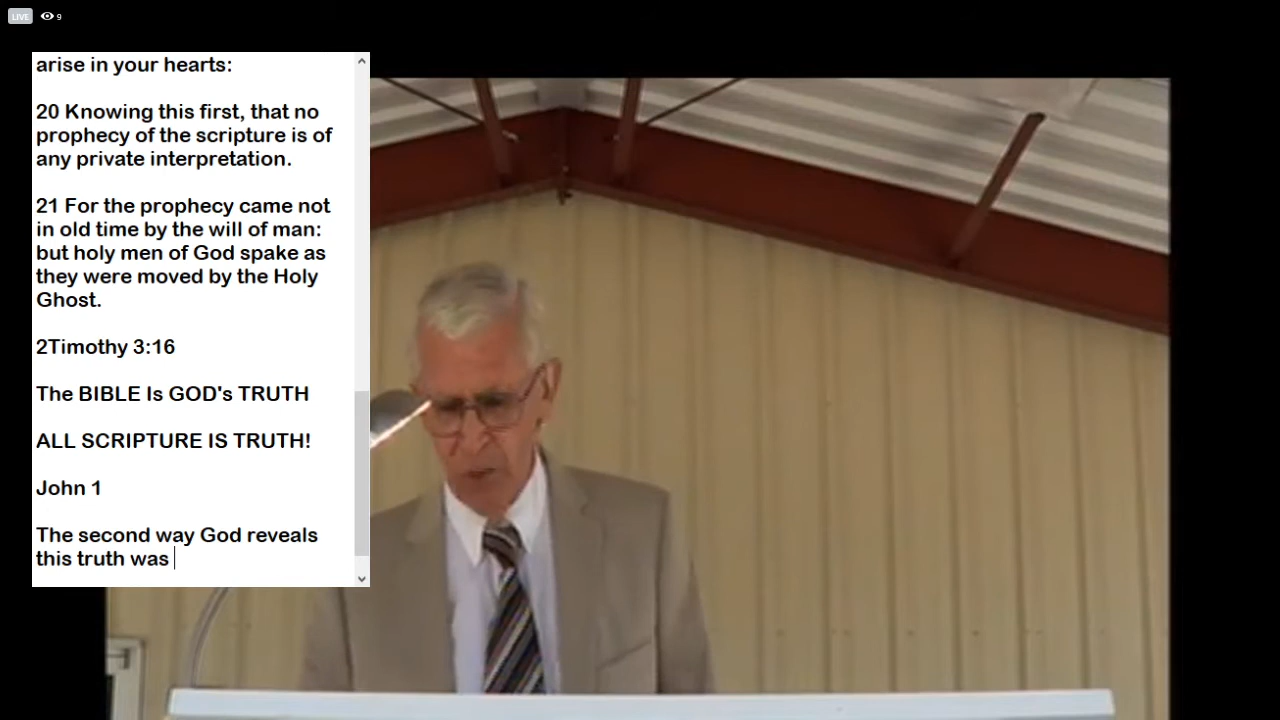 LIVE 9
arise in your hearts:
20 Knowing this first, that no
prophecy of the scripture is of
any private interpretation.
21 For the prophecy came not
in old time by the will of man:
but holy men of God spake as
they were moved by the Holy
Ghost.
2Timothy 3:16
The BIBLE Is GOD's TRUTH
ALL SCRIPTURE IS TRUTH!
John 1
The second way God reveals
this truth was